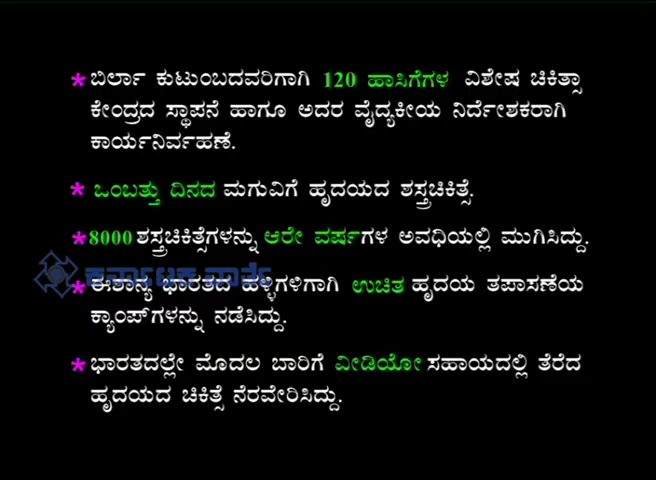 * ಬಿರ್ಲಾ ಕುಟುಂಬದವರಿಗಾಗಿ 120 ಹಾಸಿಗೆಗಳ ವಿಶೇಷ ಚಿಕಿತ್ಸಾ
ಕೇಂದ್ರದ ಸ್ಥಾಪನೆ ಹಾಗೂ ಅದರ ವೈದ್ಯಕೀಯ ನಿರ್ದೇಶಕರಾಗಿ
ಕಾರ್ಯನಿರ್ವಹಣೆ.
* ಒಂಬತ್ತು ದಿನದ ಮಗುವಿಗೆ ಹೃದಯದ ಶಸ್ತ್ರಚಿಕಿತ್ಸೆ.
* 8000 ಶಸ್ತ್ರಚಿಕಿತ್ಸೆಗಳನ್ನು ಆರೇ ವರ್ಷಗಳ ಅವಧಿಯಲ್ಲಿ ಮುಗಿಸಿದ್ದು.
ಕರ್ನಾಟಕ ವಾರ್ತೆ
* ಈಶಾನ್ಯ ಭಾರತದ ಹಳ್ಳಿಗಳಿಗಾಗಿ ಉಚಿತ ಹೃದಯ ತಪಾಸಣೆಯ
ಕ್ಯಾಂಪ್‌ಗಳನ್ನು ನಡೆಸಿದ್ದು.
* ಭಾರತದಲ್ಲೇ ಮೊದಲ ಬಾರಿಗೆ ವೀಡಿಯೋ ಸಹಾಯದಲ್ಲಿ ತೆರೆದ
ಹೃದಯದ ಚಿಕಿತ್ಸೆ ನೆರವೇರಿಸಿದ್ದು.